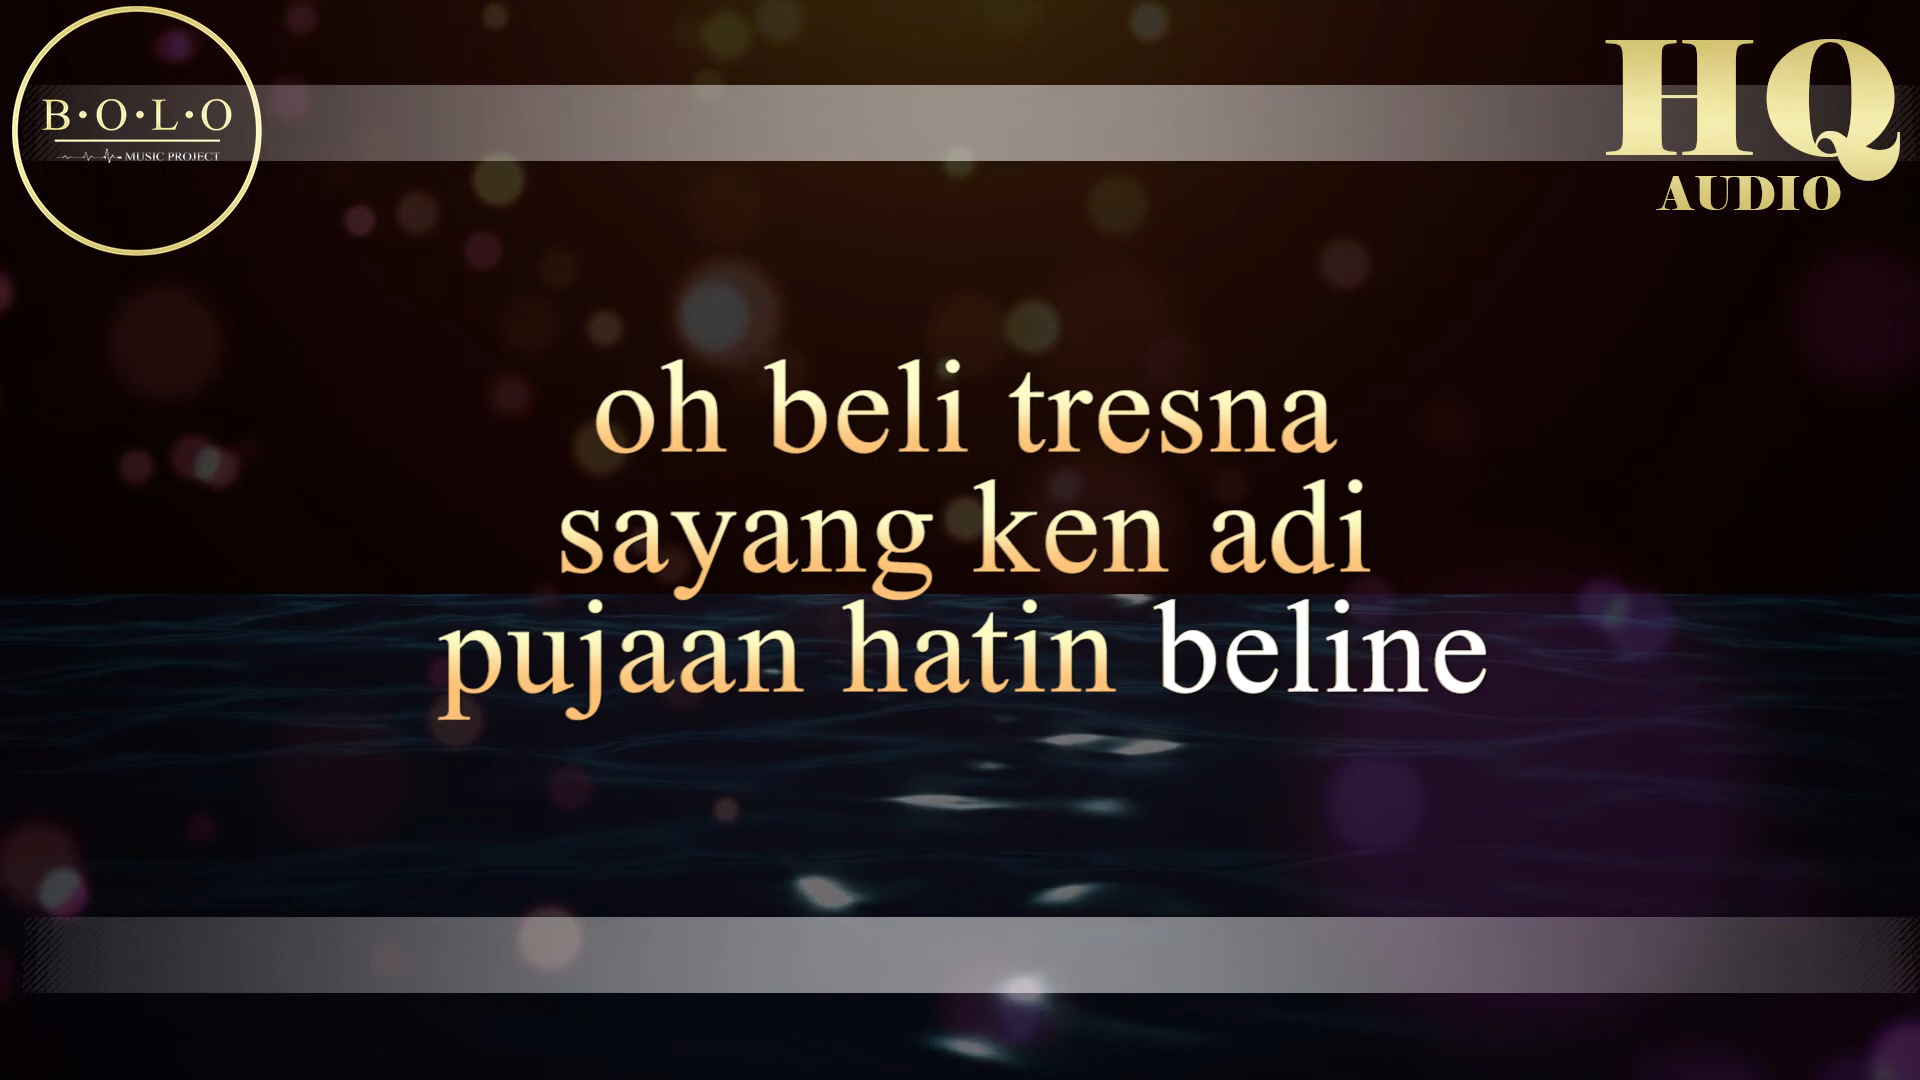 B•O•L•O
MUSIC PROJECT
HQ
AUDIO
oh beli tresna
sayang ken adi
pujaan hatin beline